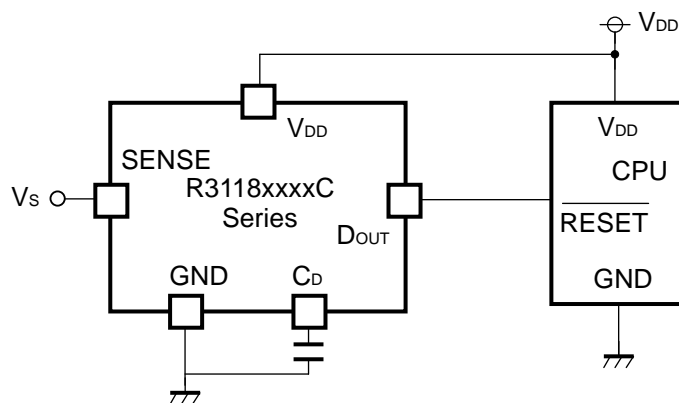 VDD
VDD
VDD
SENSE
CPU
R3118xxxxC
Series
VS
RESET
DOUT
GND
CD
GND